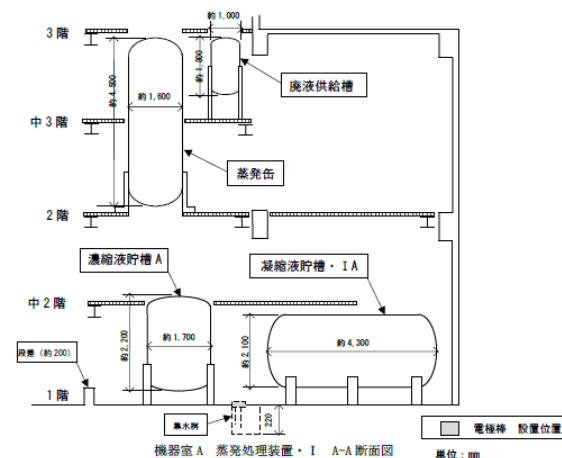 約1,000
3階
約1,800
廃液供給槽
約4,500
約1,600
中3階
蒸発缶
2階
濃縮液貯槽A
凝縮液貯槽・IA
中2階
約2,200
約1,700
約2,100
約4,300
段差(約200)
1階
集水桝
220
電極棒 設置位置
機器室A 蒸発処理装置・I A-A断面図
単位:mm